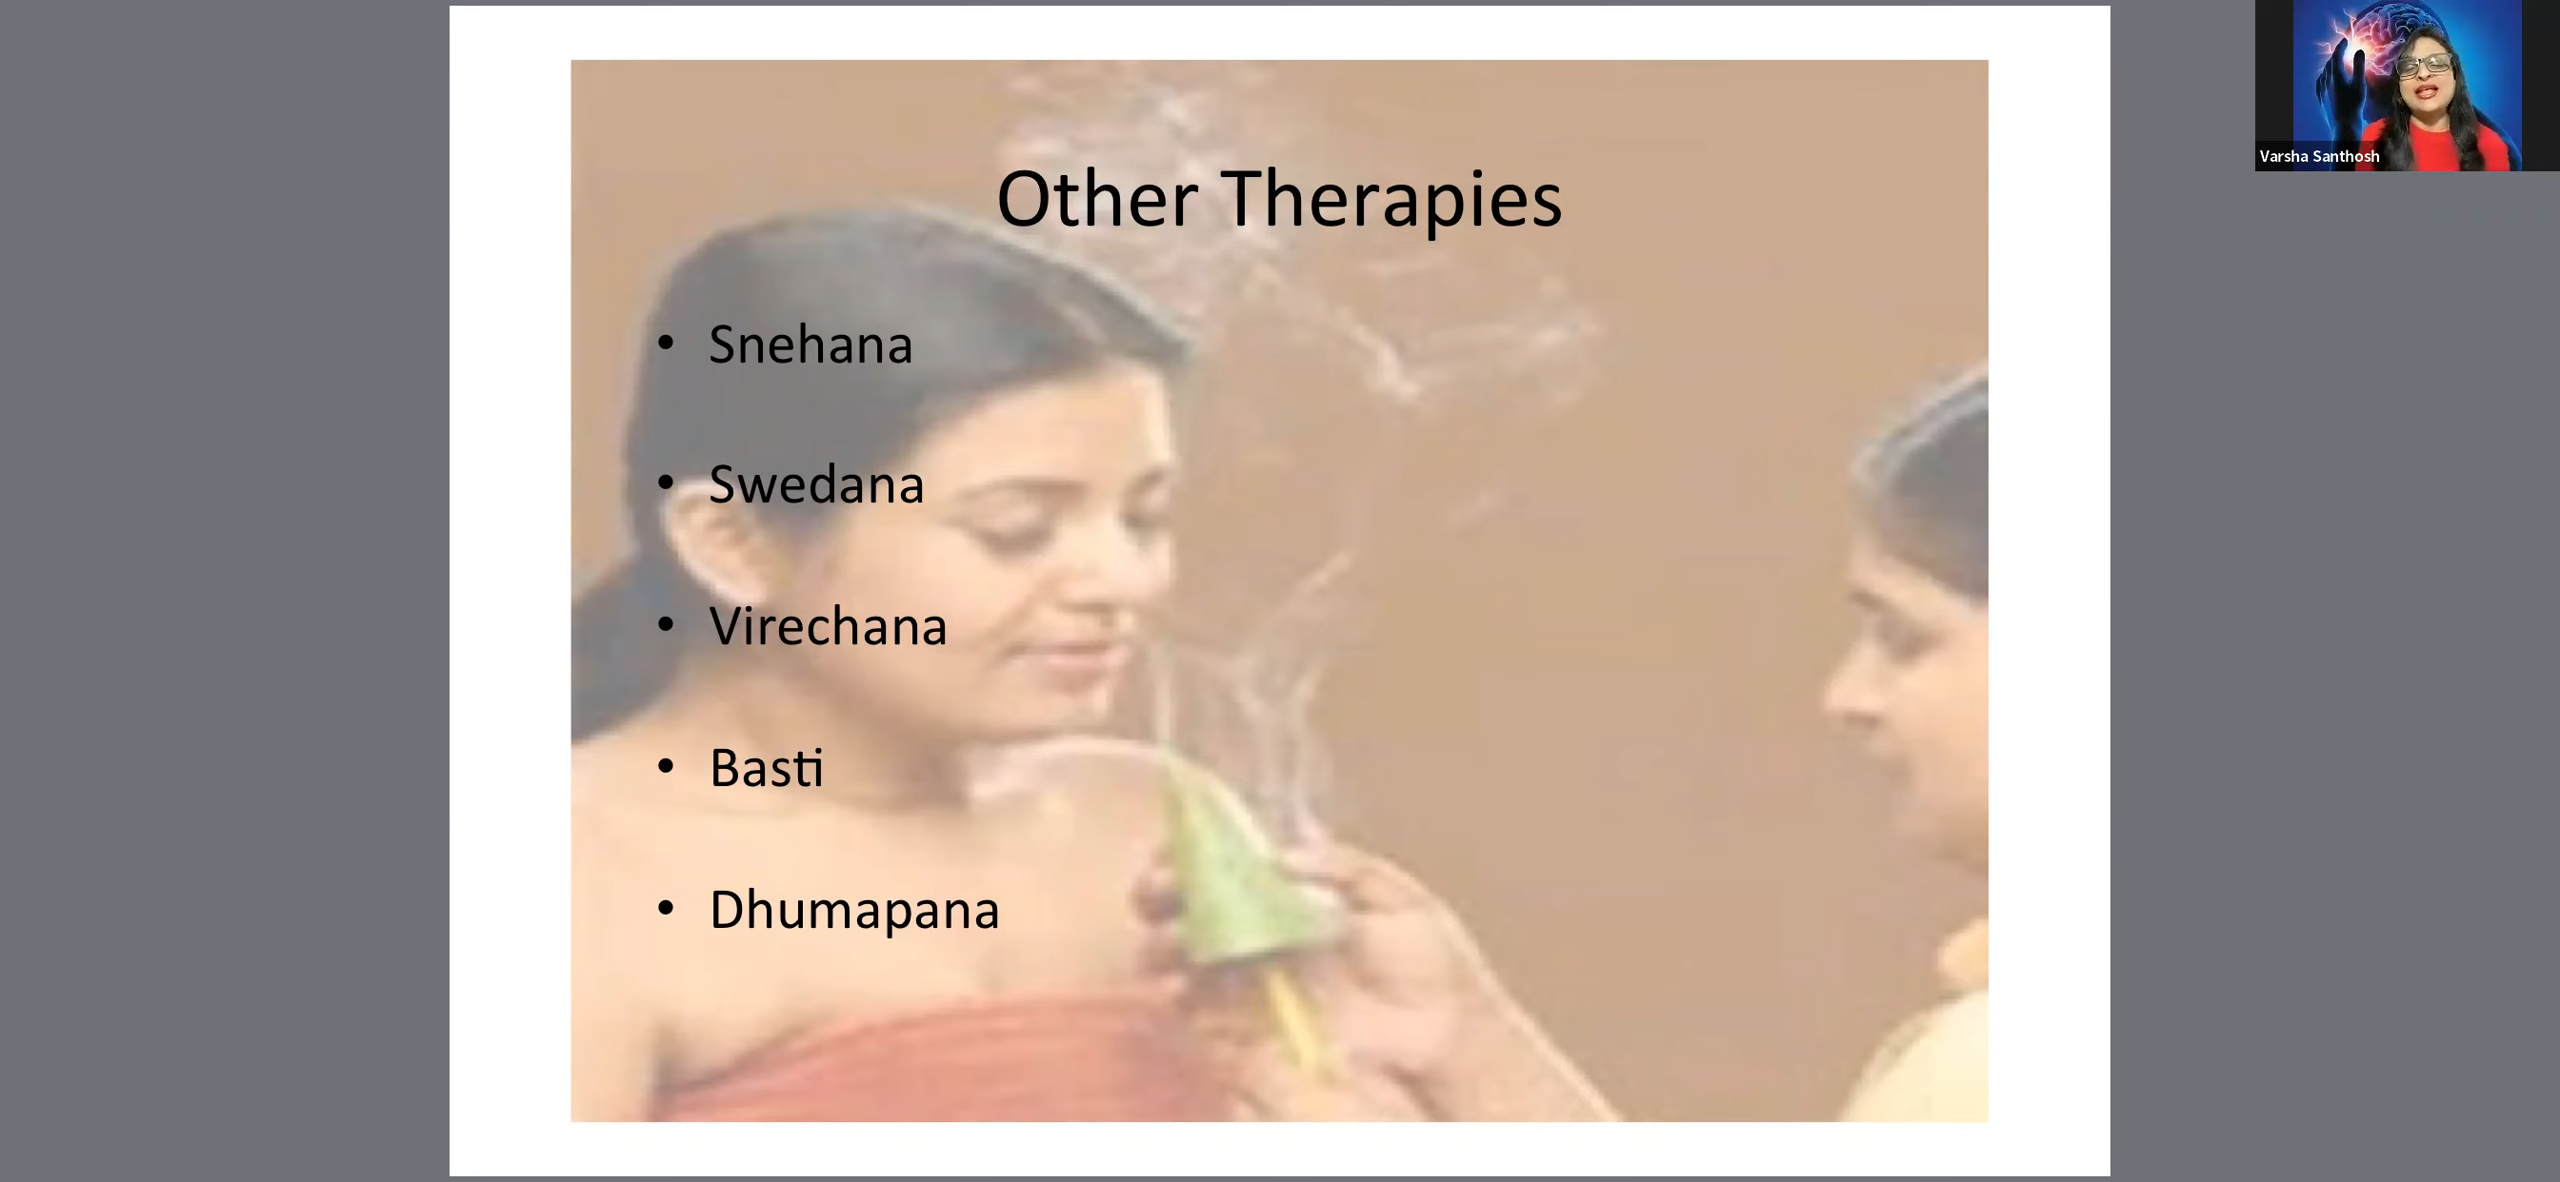 Other Therapies
• Snehana
• Swedana
• Virechana
• Basti
• Dhumapana
Varsha Santhosh